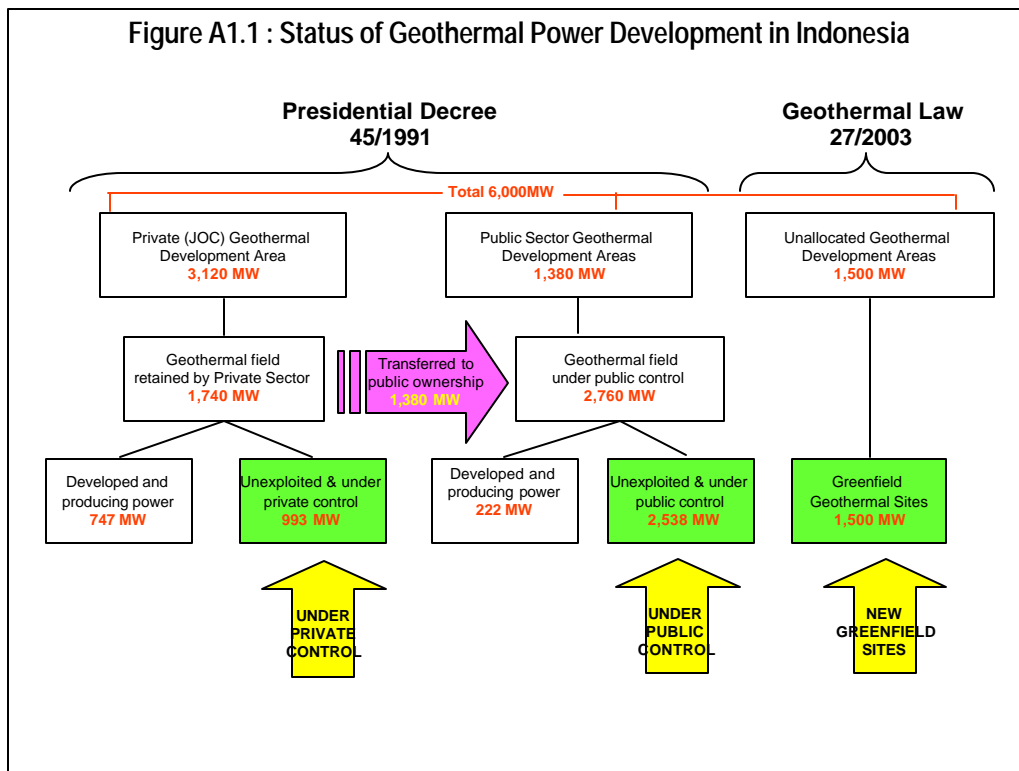 Figure A1.1 : Status of Geothermal Power Development in Indonesia
Presidential Decree
45/1991
Geothermal Law
27/2003
Total 6,000MW
Private (JOC) Geothermal
Development Area
3,120 MW
Public Sector Geothermal
Development Areas
1,380 MW
Unallocated Geothermal
Development Areas
1,500 MW
Geothermal field
retained by Private Sector
1,740 MW
Transferred to
public ownership
1,380 MW
Geothermal field
under public control
2,760 MW
Developed and
producing power
747 MW
Unexploited & under
private control
993 MW
Developed and
producing power
222 MW
Unexploited & under
public control
2,538 MW
Greenfield
Geothermal Sites
1,500 MW
UNDER
PRIVATE
CONTROL
UNDER
PUBLIC
CONTROL
NEW
GREENFIELD
SITES